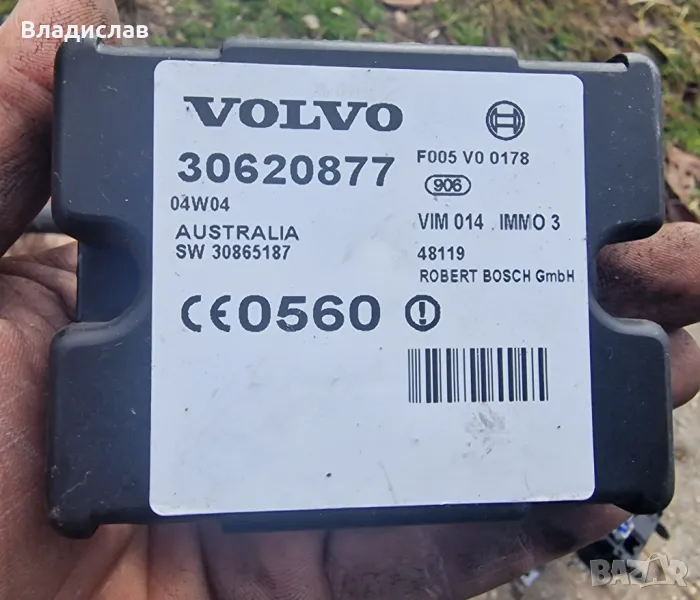 Владислав
VOLVO
30620877
F005 V0 0178
906
04W04
AUSTRALIA
SW 30865187
VIM 014 IMMO 3
48119
ROBERT BOSCH GmbH
CE0560
BAZAR